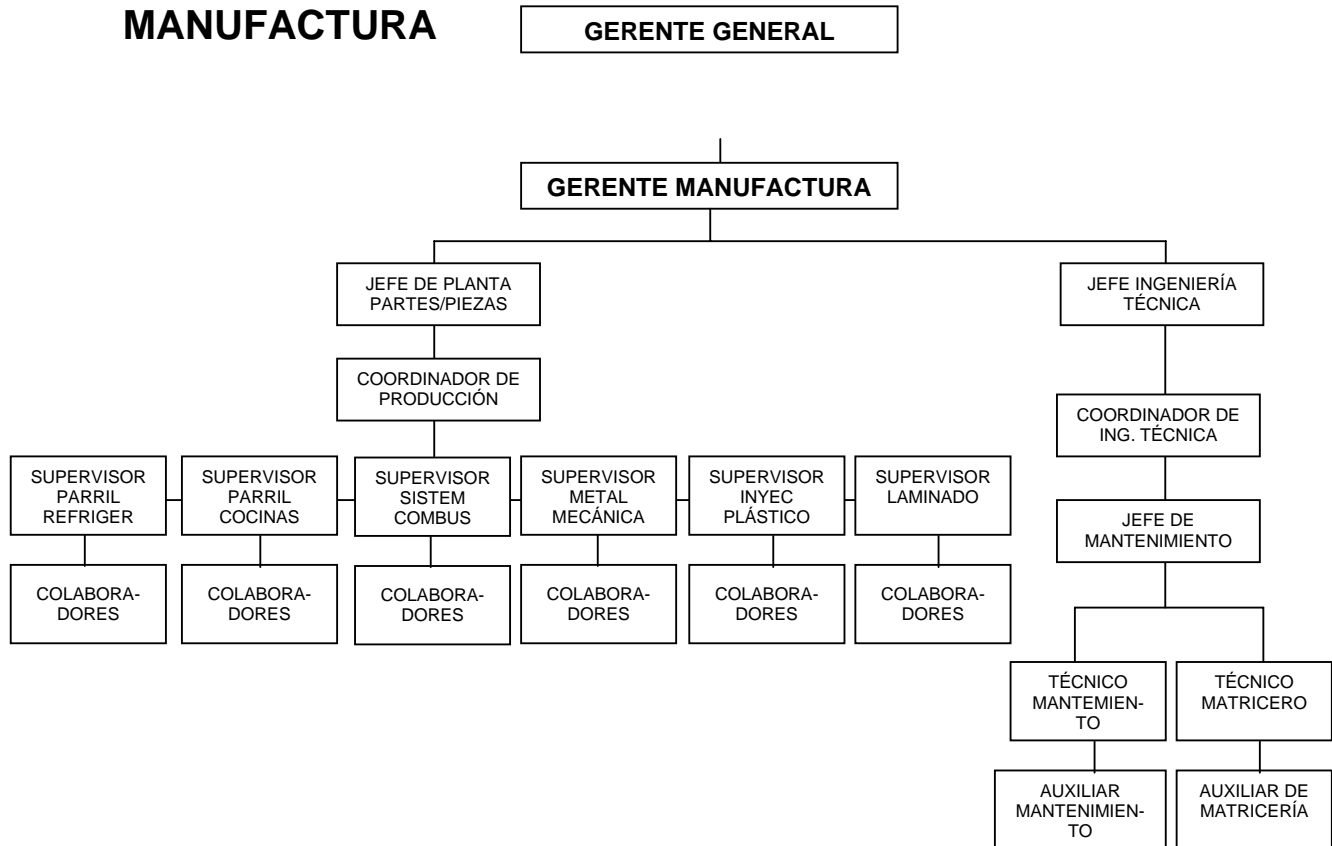 MANUFACTURA
GERENTE GENERAL
GERENTE MANUFACTURA
JEFE DE PLANTA
PARTES/PIEZAS
JEFE INGENIERÍA
TÉCNICA
COORDINADOR DE
PRODUCCIÓN
COORDINADOR DE
ING. TÉCNICA
SUPERVISOR
PARRIL
REFRIGER
SUPERVISOR
PARRIL
COCINAS
SUPERVISOR
SISTEM
COMBUS
SUPERVISOR
METAL
MECÁNICA
SUPERVISOR
INYEC
PLÁSTICO
SUPERVISOR
LAMINADO
JEFE DE
MANTENIMIENTO
COLABORA-
DORES
COLABORA-
DORES
COLABORA-
DORES
COLABORA-
DORES
COLABORA-
DORES
COLABORA-
DORES
TÉCNICO
MANTEMIEN-
TO
TÉCNICO
MATRICERO
AUXILIAR
MANTENIMIEN-
TO
AUXILIAR DE
MATRICERÍA